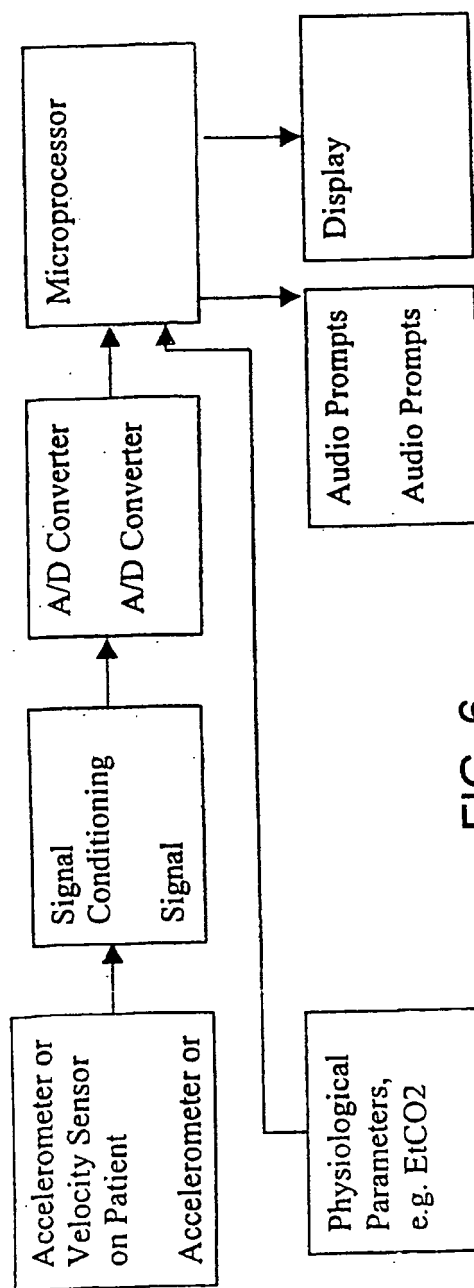 Accelerometer or
Velocity Sensor
on Patient
Accelerometer or
Signal
Conditioning
Signal
A/D Converter
A/D Converter
Microprocessor
Physiological
Parameters,
e.g. EtCO2
Audio Prompts
Audio Prompts
Display
FIG. 6